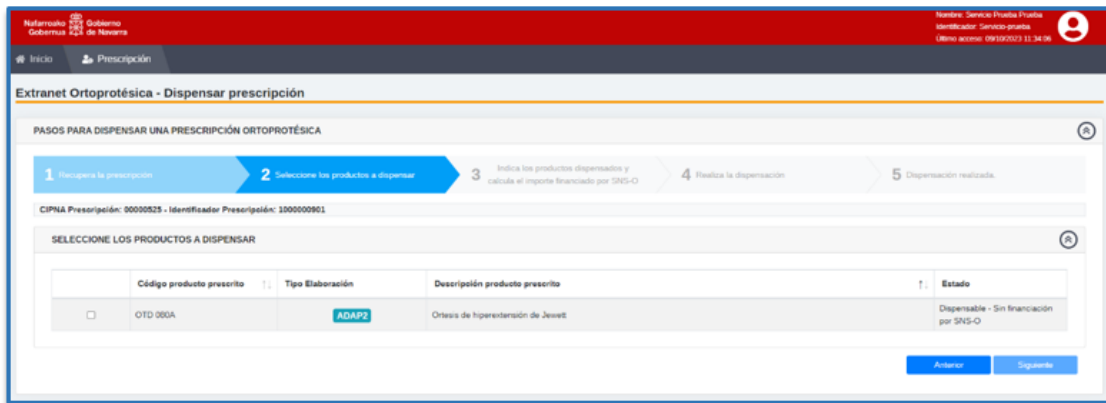 Nafarroako Gobierno
Gobernua de Navarra
Nombre: Servicio Prueba Prueba
Identificador: Servicio-prueba
Último acceso: 09/10/2023 11:34:06
Inicio
Prescripción
Extranet Ortoprotésica - Dispensar prescripción
PASOS PARA DISPENSAR UNA PRESCRIPCIÓN ORTOPROTÉSICA
1 Recupera la prescripción
2 Seleccione los productos a dispensar
3 Indica los productos dispensados y
calcula el importe financiado por SNS-O
4 Realiza la dispensación
5 Dispensación realizada.
CIPNA Prescripción: 00000525 - Identificador Prescripción: 1000000901
SELECCIONE LOS PRODUCTOS A DISPENSAR
Código producto prescrito Tipo Elaboración Descripción producto prescrito Estado
OTD 080A ADAP2 Ortesis de hiperextensión de Jewett Dispensable - Sin financiación
por SNS-O
Anterior Siguiente